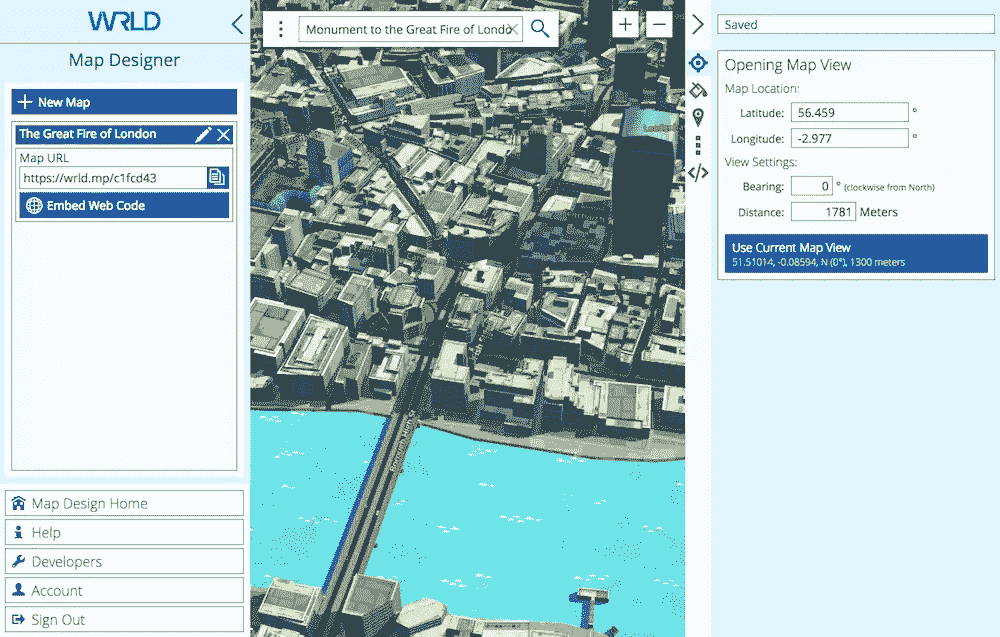 WRLD
Map Designer
New Map
The Great Fire of London
Map URL
https://wrld.mp/c1fcd43
Embed Web Code
Map Design Home
Help
Developers
Account
Sign Out
Monument to the Great Fire of London
Saved
Opening Map View
Map Location:
Latitude: 56.459 °
Longitude: -2.977 °
View Settings:
Bearing: 0 ° (clockwise from North)
Distance: 1781 Meters
Use Current Map View
51.51014, -0.08594, N (0°), 1300 meters